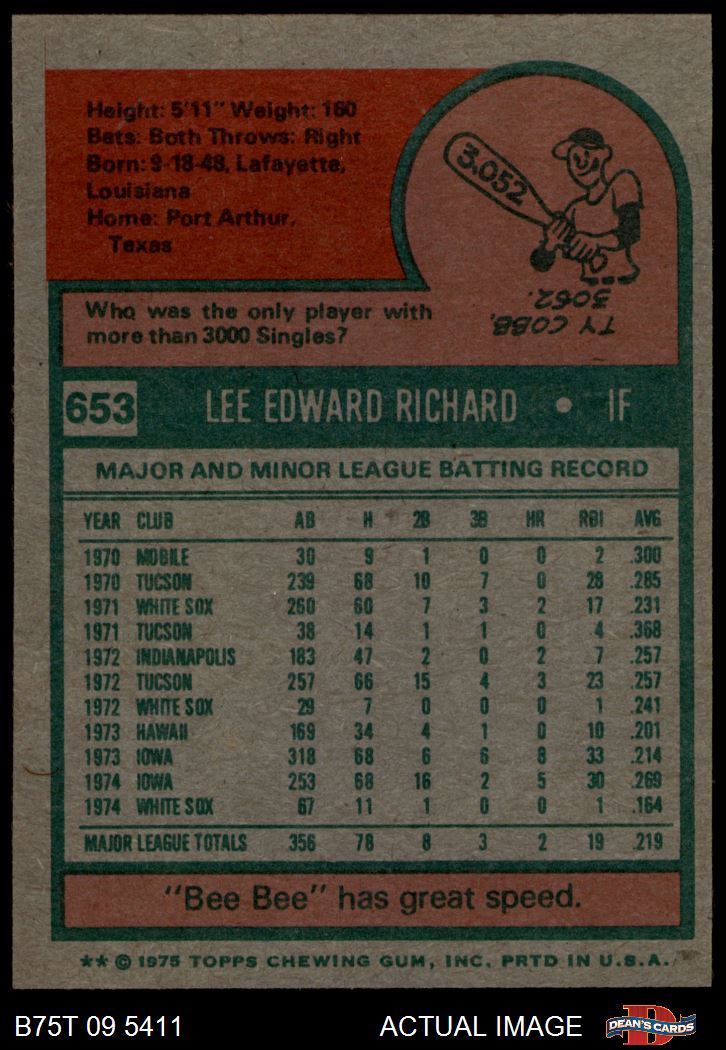 Height: 5'11" Weight: 160
Bats: Both Throws: Right
Born: 9-18-48, Lafayette,
Louisiana
Home: Port Arthur,
Texas
3,052
TY COBB,
3052.
Who was the only player with
more than 3000 Singles?
653 LEE EDWARD RICHARD • IF
MAJOR AND MINOR LEAGUE BATTING RECORD
YEAR CLUB AB H 2B 3B HR RBI AVG
1970 MOBILE 30 9 1 0 0 2 .300
1970 TUCSON 239 68 10 7 0 28 .285
1971 WHITE SOX 260 60 7 3 2 17 .231
1971 TUCSON 38 14 1 1 0 4 .368
1972 INDIANAPOLIS 183 47 2 0 2 7 .257
1972 TUCSON 257 66 15 4 3 23 .257
1972 WHITE SOX 29 7 0 0 0 1 .241
1973 HAWAII 169 34 4 1 0 10 .201
1973 IOWA 318 68 6 6 8 33 .214
1974 IOWA 253 68 16 2 5 30 .269
1974 WHITE SOX 67 11 1 0 0 1 .164
MAJOR LEAGUE TOTALS 356 78 8 3 2 19 .219
"Bee Bee" has great speed.
** © 1975 TOPPS CHEWING GUM, INC. PRTD IN U.S.A.
B75T 09 5411 ACTUAL IMAGE DEAN'S CARDS